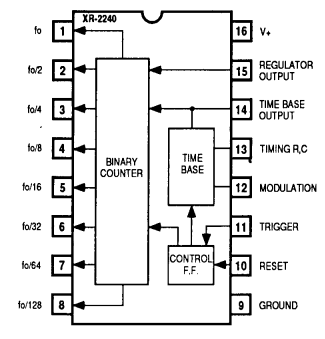 XR-2240
fo 1
fo/2 2
fo/4 3
fo/8 4
fo/16 5
fo/32 6
fo/64 7
fo/128 8
BINARY
COUNTER
TIME
BASE
CONTROL
F.F.
16 V+
15 REGULATOR
OUTPUT
14 TIME BASE
OUTPUT
13 TIMING R,C
12 MODULATION
11 TRIGGER
10 RESET
9 GROUND